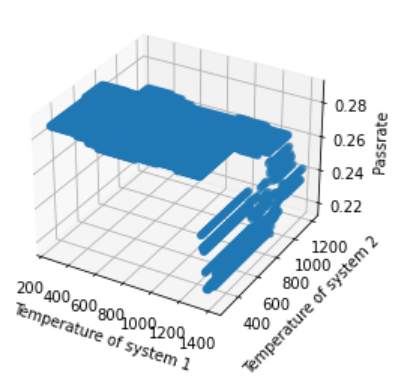 0.28
0.26
0.24
0.22
Passrate
200 400 600 800 1000 1200 1400
Temperature of system 1
400 600 800 1000 1200
Temperature of system 2